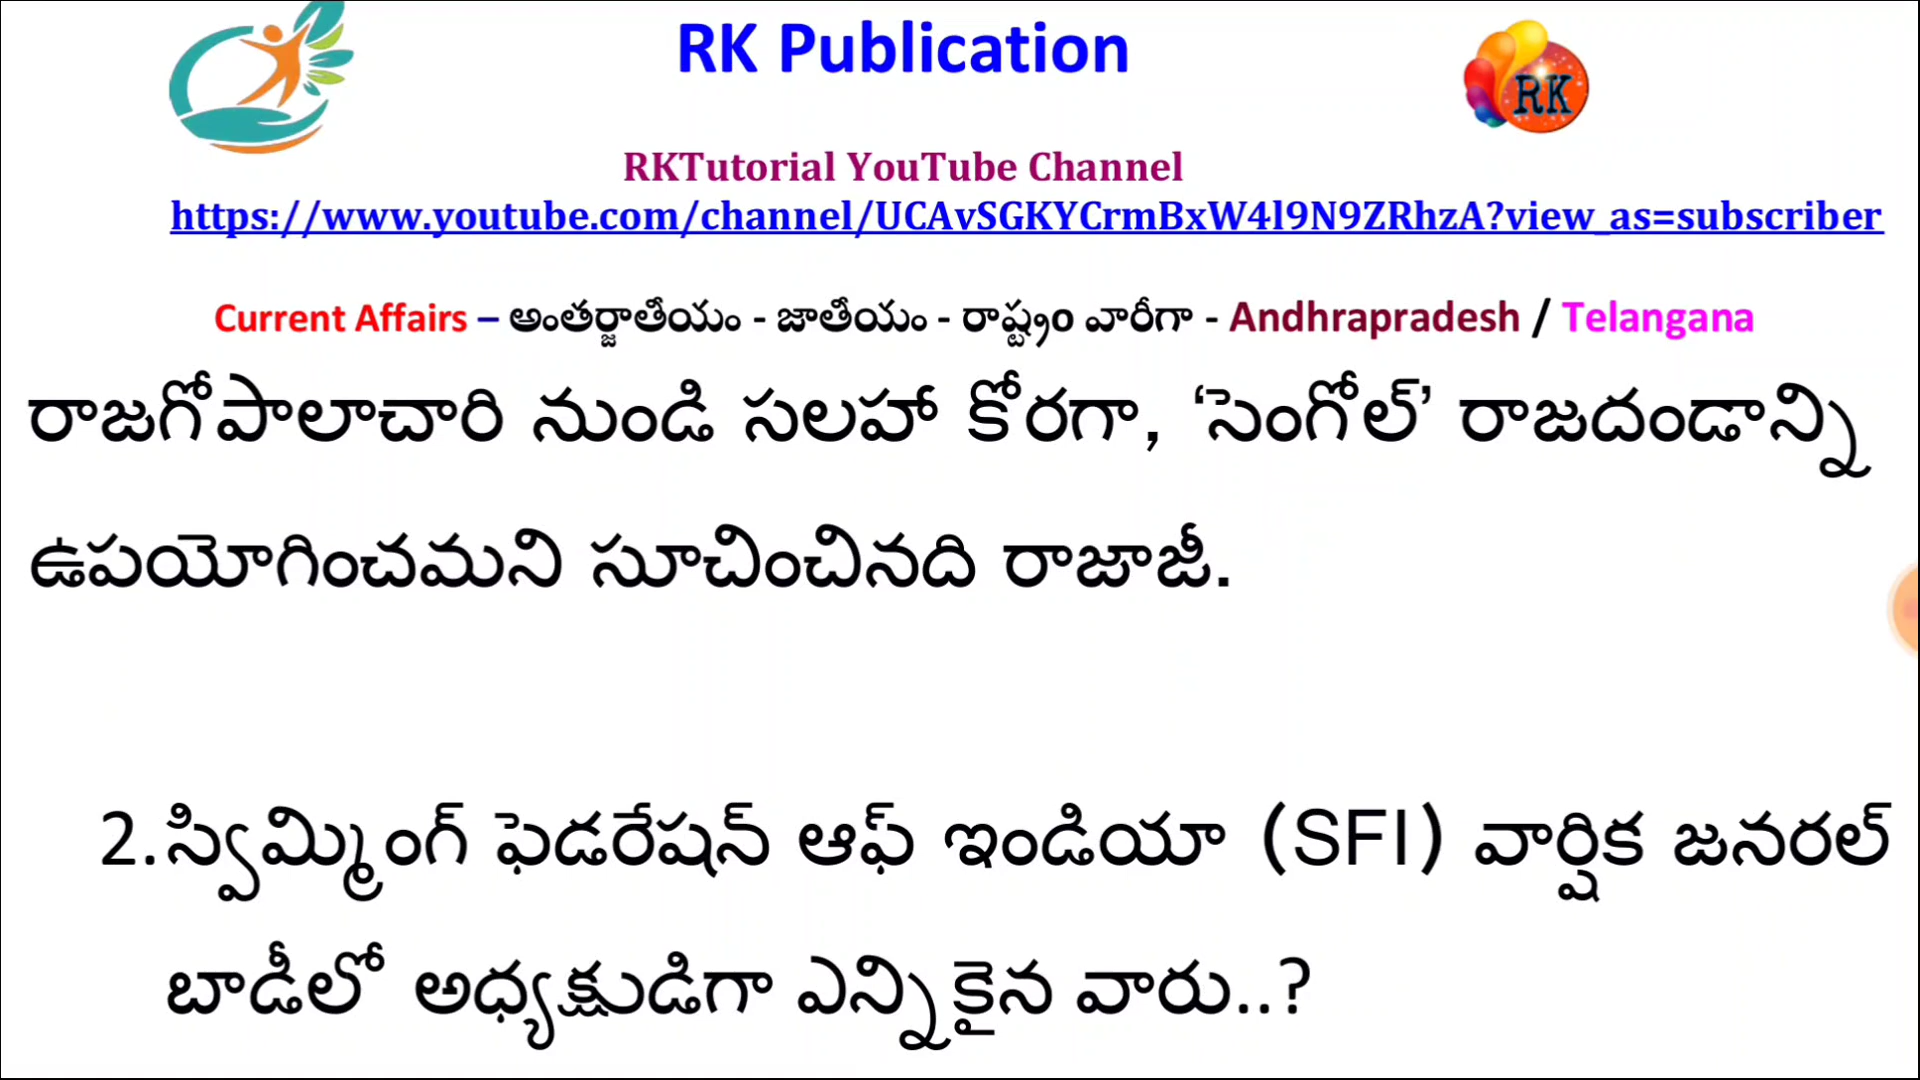 RK Publication
RK
RKTutorial YouTube Channel
https://www.youtube.com/channel/UCAvSGKYCrmBxW4l9N9ZRhzA?view_as=subscriber
Current Affairs – అంతర్జాతీయం - జాతీయం - రాష్ట్రం వారీగా - Andhrapradesh / Telangana
రాజగోపాలాచారి నుండి సలహా కోరగా, ‘సెంగోల్’ రాజదండాన్ని
ఉపయోగించమని సూచించినది రాజాజీ.
2.స్విమ్మింగ్ ఫెడరేషన్ ఆఫ్ ఇండియా (SFI) వార్షిక జనరల్
బాడీలో అధ్యక్షుడిగా ఎన్నికైన వారు..?